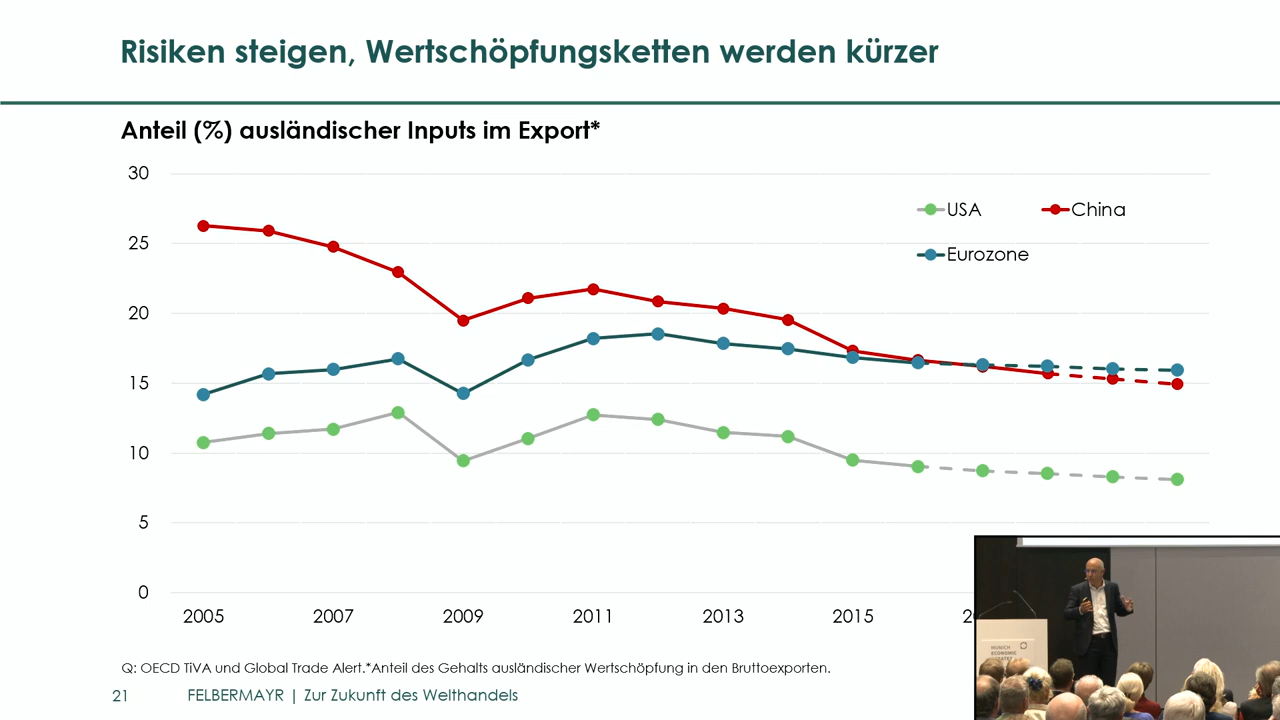 Risiken steigen, Wertschöpfungsketten werden kürzer
Anteil (%) ausländischer Inputs im Export*
30
25
20
15
10
5
0
USA
China
Eurozone
2005 2007 2009 2011 2013 2015
Q: OECD TiVA und Global Trade Alert.*Anteil des Gehalts ausländischer Wertschöpfung in den Bruttoexporten.
21 FELBERMAYR | Zur Zukunft des Welthandels
MUNICH
ECONOMIC